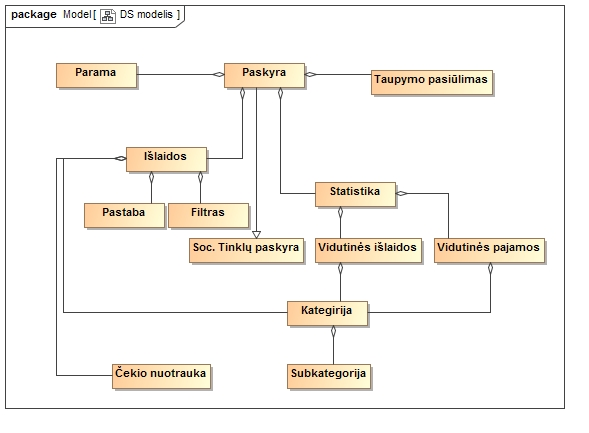 package Model [ DS modelis ]
Parama
Paskyra
Taupymo pasiūlimas
Išlaidos
Statistika
Pastaba
Filtras
Soc. Tinklų paskyra
Vidutinės išlaidos
Vidutinės pajamos
Kategirija
Čekio nuotrauka
Subkategorija